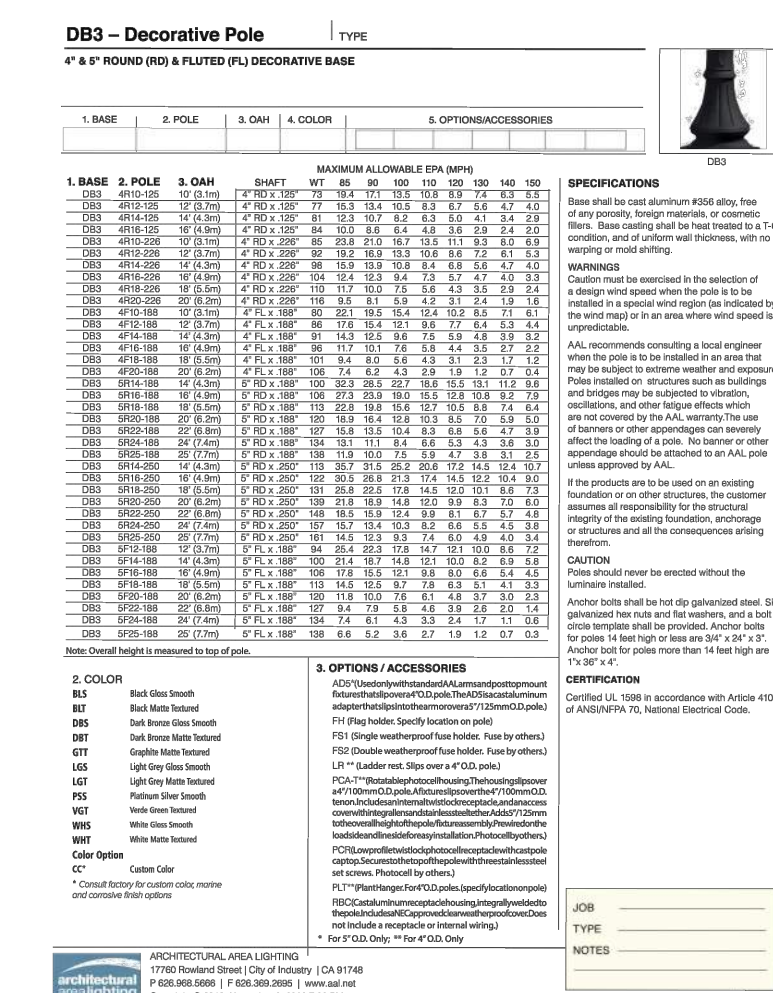 DB3 – Decorative Pole
TYPE
4" & 5" ROUND (RD) & FLUTED (FL) DECORATIVE BASE
1. BASE 2. POLE 3. OAH 4. COLOR 5. OPTIONS/ACCESSORIES
DB3
MAXIMUM ALLOWABLE EPA (MPH)
1. BASE 2. POLE 3. OAH SHAFT WT 85 90 100 110 120 130 140 150
DB3 4R10-125 10' (3.1m) 4" RD x .125" 73 19.4 17.1 13.5 10.8 8.9 7.4 6.3 5.5
DB3 4R12-125 12' (3.7m) 4" RD x .125" 77 15.3 13.4 10.5 8.3 6.7 5.6 4.7 4.0
DB3 4R14-125 14' (4.3m) 4" RD x .125" 81 12.3 10.7 8.2 6.3 5.0 4.1 3.4 2.9
DB3 4R16-125 16' (4.9m) 4" RD x .125" 84 10.0 8.6 6.4 4.8 3.6 2.9 2.4 2.0
DB3 4R10-226 10' (3.1m) 4" RD x .226" 85 23.8 21.0 16.7 13.5 11.1 9.3 8.0 6.9
DB3 4R12-226 12' (3.7m) 4" RD x .226" 92 19.2 16.9 13.3 10.6 8.6 7.2 6.1 5.3
DB3 4R14-226 14' (4.3m) 4" RD x .226" 98 15.9 13.9 10.8 8.4 6.8 5.6 4.7 4.0
DB3 4R16-226 16' (4.9m) 4" RD x .226" 104 12.4 9.3 7.4 5.7 4.7 4.0
DB3 4R18-226 18' (5.5m) 4" RD x .226" 110 11.7 10.0 7.5 5.6 4.3 3.5 2.9 2.4
DB3 4R20-226 20' (6.2m) 4" RD x .226" 116 9.5 8.1 5.9 4.2 3.1 2.4 1.9 1.6
DB3 4F10-188 10' (3.1m) 4" FL x .188" 80 22.1 19.5 15.4 12.4 10.2 8.5 7.1 6.1
DB3 4F12-188 12' (3.7m) 4" FL x .188" 86 17.6 15.4 12.1 9.6 7.7 6.4 5.3 4.4
DB3 4F14-188 14' (4.3m) 4" FL x .188" 91 14.3 12.5 9.6 7.5 5.9 4.8 3.9 3.2
DB3 4F16-188 16' (4.9m) 4" FL x .188" 96 11.7 10.1 7.6 5.8 4.4 3.5 2.7 2.2
DB3 4F18-188 18' (5.5m) 4" FL x .188" 101 9.4 8.0 5.6 4.3 3.1 2.3 1.7 1.2
DB3 4F20-188 20' (6.2m) 4" FL x .188" 106 7.4 6.2 4.3 2.9 1.9 1.2 0.7 0.4
DB3 5R14-188 14' (4.3m) 5" RD x .188" 100 32.3 28.5 22.7 18.6 15.5 13.1 11.2 9.6
DB3 5R16-188 16' (4.9m) 5" RD x .188" 106 27.3 23.9 19.0 15.5 12.8 10.8 9.2 7.9
DB3 5R18-188 18' (5.5m) 5" RD x .188" 113 22.8 19.8 15.6 12.7 10.5 8.8 7.4 6.4
DB3 5R20-188 20' (6.2m) 5" RD x .188" 120 18.9 16.4 12.8 10.3 8.5 7.0 5.9 5.0
DB3 5R22-188 22' (6.8m) 5" RD x .188" 127 15.8 13.5 10.4 8.3 6.8 5.6 4.7 3.9
DB3 5R24-188 24' (7.4m) 5" RD x .188" 134 13.1 11.1 8.4 6.6 5.3 4.3 3.6 3.0
DB3 5R25-188 25' (7.7m) 5" RD x .188" 138 11.9 10.0 7.5 5.9 4.7 3.8 3.1 2.5
DB3 5R14-250 14' (4.3m) 5" RD x .250" 113 35.7 31.5 25.2 20.6 17.2 14.5 12.4 10.7
DB3 5R16-250 16' (4.9m) 5" RD x .250" 122 30.5 26.8 21.3 17.4 14.5 12.2 10.4 9.0
DB3 5R18-250 18' (5.5m) 5" RD x .250" 131 25.8 22.5 17.8 14.5 12.0 10.1 8.6 7.3
DB3 5R20-250 20' (6.2m) 5" RD x .250" 139 21.8 18.9 14.8 12.0 9.9 8.3 7.0 6.0
DB3 5R22-250 22' (6.8m) 5" RD x .250" 148 18.5 15.9 12.4 9.9 8.1 6.7 5.7 4.8
DB3 5R24-250 24' (7.4m) 5" RD x .250" 157 15.7 13.4 10.3 8.2 6.6 5.5 4.5 3.8
DB3 5R25-250 25' (7.7m) 5" RD x .250" 161 14.5 12.3 9.3 7.4 6.0 4.9 4.0 3.4
DB3 5F12-188 12' (3.7m) 5" FL x .188" 94 25.4 22.3 17.8 14.7 12.1 10.0 8.6 7.2
DB3 5F14-188 14' (4.3m) 5" FL x .188" 100 21.4 18.7 14.8 12.1 10.0 8.2 6.9 5.8
DB3 5F16-188 16' (4.9m) 5" FL x .188" 106 17.8 15.5 12.1 9.8 8.0 6.6 5.4 4.5
DB3 5F18-188 18' (5.5m) 5" FL x .188" 113 14.5 12.5 9.7 7.8 6.3 5.1 4.1 3.3
DB3 5F20-188 20' (6.2m) 5" FL x .188" 120 11.8 10.0 7.6 6.1 4.8 3.7 3.0 2.3
DB3 5F22-188 22' (6.8m) 5" FL x .188" 127 9.4 7.9 5.8 4.6 3.9 2.6 2.0 1.4
DB3 5F24-188 24' (7.4m) 5" FL x .188" 134 7.4 6.1 4.3 3.3 2.4 1.7 1.1 0.6
DB3 5F25-188 25' (7.7m) 5" FL x .188" 138 6.6 5.2 3.6 2.7 1.9 1.2 0.7 0.3
Note: Overall height is measured to top of pole.
2. COLOR
BLS Black Gloss Smooth
BLT Black Matte Textured
DBS Dark Bronze Gloss Smooth
DBT Dark Bronze Matte Textured
GTT Graphite Matte Textured
LGS Light Grey Gloss Smooth
LGT Light Grey Matte Textured
PSS Platinum Silver Smooth
VGT Verde Green Textured
WHS White Gloss Smooth
WHT White Matte Textured
Color Option
CC* Custom Color
* Consult factory for custom color, marine
and corrosive finish options
3. OPTIONS / ACCESSORIES
AD5*(Used only with standard AAL arms and post top mount
fixtures that slip over a 4" O.D. pole. The AD5 is a cast aluminum
adapter that slips into the arm or over a 5"/125mm O.D. pole.)
FH (Flag holder. Specify location on pole)
FS1 (Single weatherproof fuse holder. Fuse by others.)
FS2 (Double weatherproof fuse holder. Fuse by others.)
LR ** (Ladder rest. Slips over a 4" O.D. pole.)
PCA-T**(Rotatable photocell housing. The housing slips over
a 4"/100mm O.D. pole. A fixture slips over the 4"/100mm O.D.
tenon. Includes an internal twistlock receptacle, and an access
cover with integral lens and stainless steel tether. Adds 5"/125mm
to the overall height of the pole/fixture assembly. Prewired on the
load side and line side for easy installation. Photocell by others.)
PCR (Low profile twistlock photocell receptacle with cast pole
cap top. Secures to the top of the pole with three stainless steel
set screws. Photocell by others.)
PLT**(Plant Hanger. For 4" O.D. poles. (specify location on pole)
RBC (Cast aluminum receptacle housing, integrally welded to
the pole. Includes a NEC approved clear weatherproof cover. Does
not include a receptacle or internal wiring.)
* For 5" O.D. Only; ** For 4" O.D. Only
SPECIFICATIONS
Base shall be cast aluminum #356 alloy, free
of any porosity, foreign materials, or cosmetic
fillers. Base casting shall be heat treated to a
condition, and of uniform wall thickness, with no
warping or mold shifting.
WARNINGS
Caution must be exercised in the selection of
a design wind speed when the pole is to be
installed in a special wind region (as indicated by
the wind map) or in an area where wind speed is
unpredictable.
AAL recommends consulting a local engineer
when the pole is to be installed in an area that
may be subject to extreme weather and exposure
Poles installed on structures such as buildings
and bridges may be subjected to vibration,
oscillations, and other fatigue effects which
are not covered by the AAL warranty.The use
of banners or other appendages can severely
affect the loading of a pole. No banner or other
appendage should be attached to an AAL pole
unless approved by AAL.
If the products are to be used on an existing
foundation or on other structures, the customer
assumes all responsibility for the structural
integrity of the existing foundation, anchorage
or structures and all the consequences arising
therefrom.
CAUTION
Poles should never be erected without the
luminaire installed.
Anchor bolts shall be hot dip galvanized steel.
galvanized hex nuts and flat washers, and a bolt
circle template shall be provided. Anchor bolts
for poles 14 feet high or less are 3/4" x 24" x 3".
Anchor bolt for poles more than 14 feet high are
1"x 36" x 4".
CERTIFICATION
Certified UL 1598 in accordance with Article 410
of ANSI/NFPA 70, National Electrical Code.
JOB
TYPE
NOTES
architectural
area lighting
ARCHITECTURAL AREA LIGHTING
17760 Rowland Street | City of Industry | CA 91748
P 626.968.5666 | F 626.369.2695 | www.aal.net